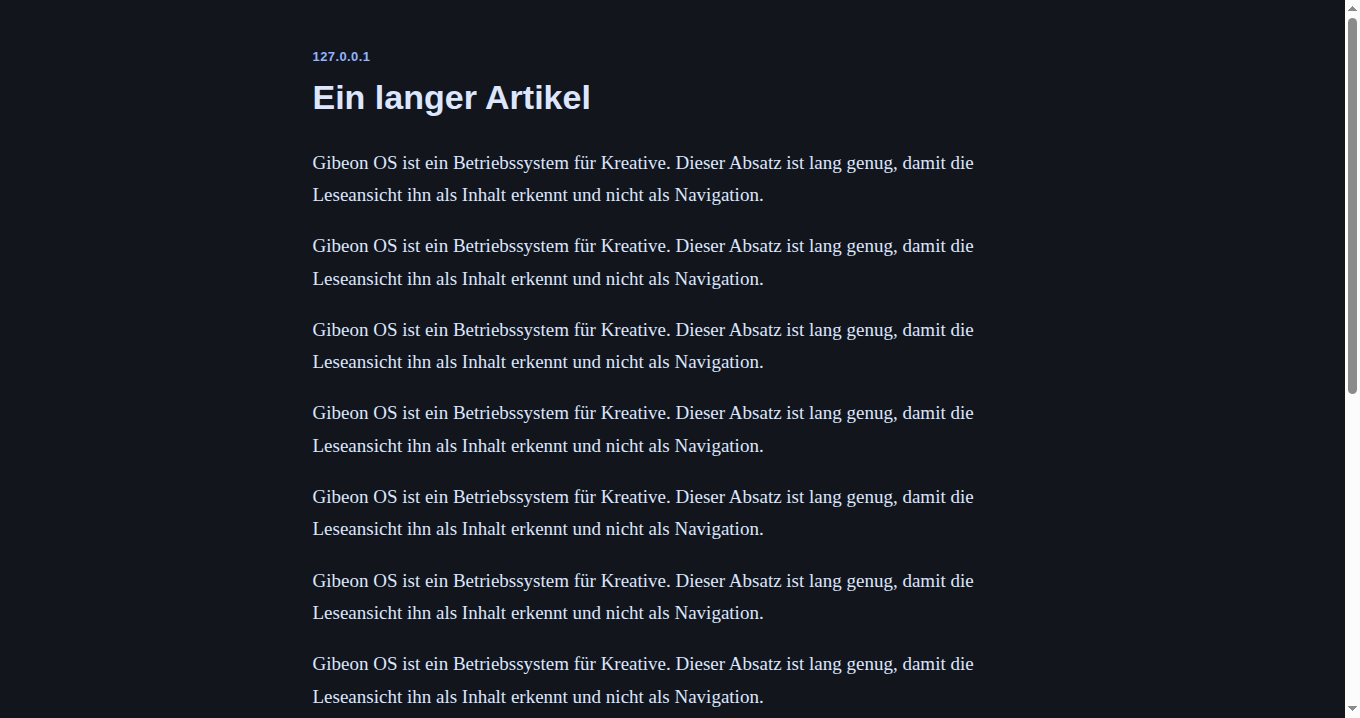 127.0.0.1
Ein langer Artikel
Gibeon OS ist ein Betriebssystem für Kreative. Dieser Absatz ist lang genug, damit die
Leseansicht ihn als Inhalt erkennt und nicht als Navigation.
Gibeon OS ist ein Betriebssystem für Kreative. Dieser Absatz ist lang genug, damit die
Leseansicht ihn als Inhalt erkennt und nicht als Navigation.
Gibeon OS ist ein Betriebssystem für Kreative. Dieser Absatz ist lang genug, damit die
Leseansicht ihn als Inhalt erkennt und nicht als Navigation.
Gibeon OS ist ein Betriebssystem für Kreative. Dieser Absatz ist lang genug, damit die
Leseansicht ihn als Inhalt erkennt und nicht als Navigation.
Gibeon OS ist ein Betriebssystem für Kreative. Dieser Absatz ist lang genug, damit die
Leseansicht ihn als Inhalt erkennt und nicht als Navigation.
Gibeon OS ist ein Betriebssystem für Kreative. Dieser Absatz ist lang genug, damit die
Leseansicht ihn als Inhalt erkennt und nicht als Navigation.
Gibeon OS ist ein Betriebssystem für Kreative. Dieser Absatz ist lang genug, damit die
Leseansicht ihn als Inhalt erkennt und nicht als Navigation.